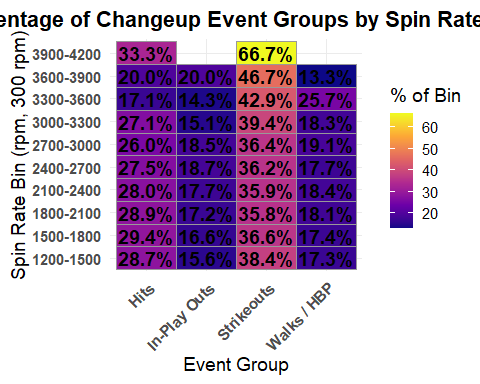 entage of Changeup Event Groups by Spin Rate
Spin Rate Bin (rpm, 300 rpm)
3900-4200 33.3% 66.7%
3600-3900 20.0% 20.0% 46.7% 13.3%
3300-3600 17.1% 14.3% 42.9% 25.7%
3000-3300 27.1% 15.1% 39.4% 18.3%
2700-3000 26.0% 18.5% 36.4% 19.1%
2400-2700 27.5% 18.7% 36.2% 17.7%
2100-2400 28.0% 17.7% 35.9% 18.4%
1800-2100 28.9% 17.2% 35.8% 18.1%
1500-1800 29.4% 16.6% 36.6% 17.4%
1200-1500 28.7% 15.6% 38.4% 17.3%
Hits In-Play Outs Strikeouts Walks / HBP
Event Group
% of Bin
60
50
40
30
20